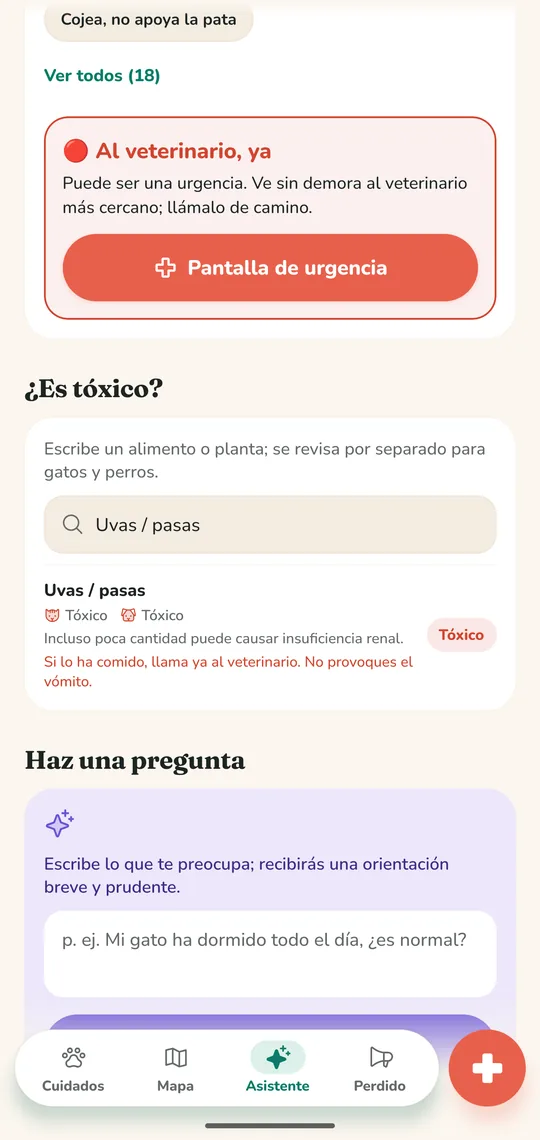 Cojea, no apoya la pata
Ver todos (18)
Al veterinario, ya
Puede ser una urgencia. Ve sin demora al veterinario
más cercano; llámalo de camino.
Pantalla de urgencia
¿Es tóxico?
Escribe un alimento o planta; se revisa por separado para
gatos y perros.
Uvas / pasas
Uvas / pasas
Tóxico Tóxico
Incluso poca cantidad puede causar insuficiencia renal.
Tóxico
Si lo ha comido, llama ya al veterinario. No provoques el
vómito.
Haz una pregunta
Escribe lo que te preocupa; recibirás una orientación
breve y prudente.
p. ej. Mi gato ha dormido todo el día, ¿es normal?
Cuidados
Mapa
Asistente
Perdido